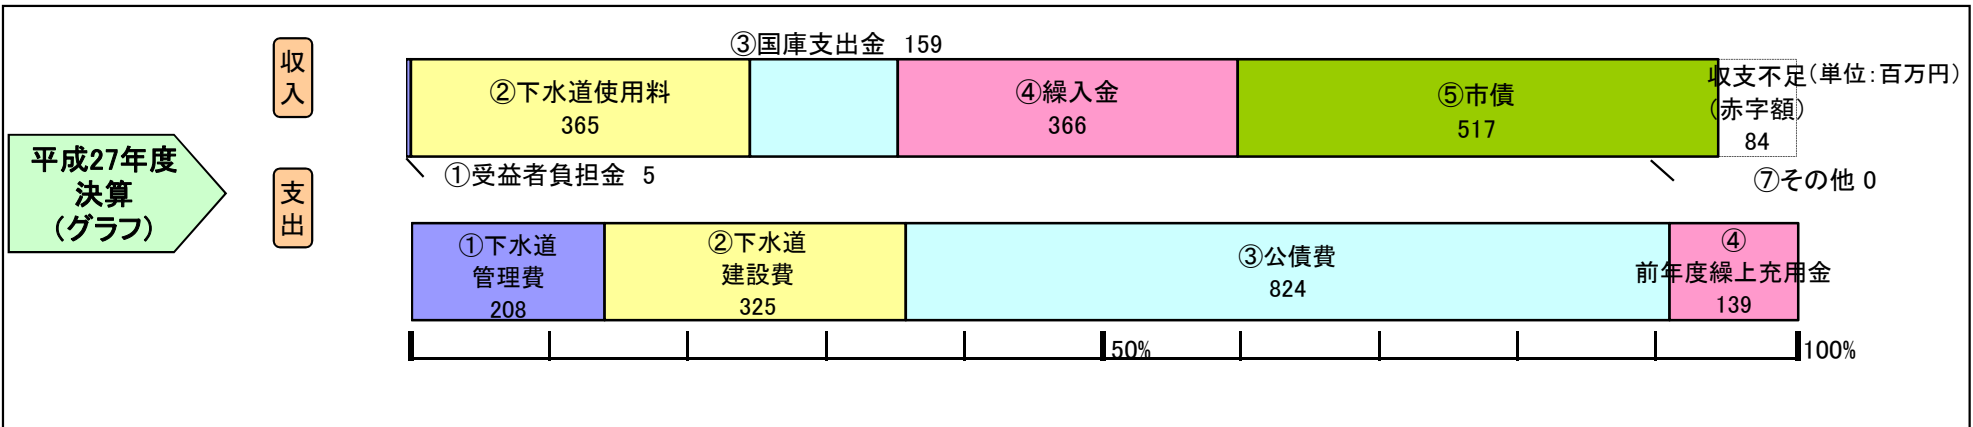 収
入
③国庫支出金 159
②下水道使用料
365
④繰入金
366
⑤市債
517
収支不足
(赤字額)
84
(単位:百万円)
①受益者負担金 5
⑦その他 0
平成27年度
決算
(グラフ)
支
出
①下水道
管理費
208
②下水道
建設費
325
③公債費
824
④
前年度繰上充用金
139
50%
100%